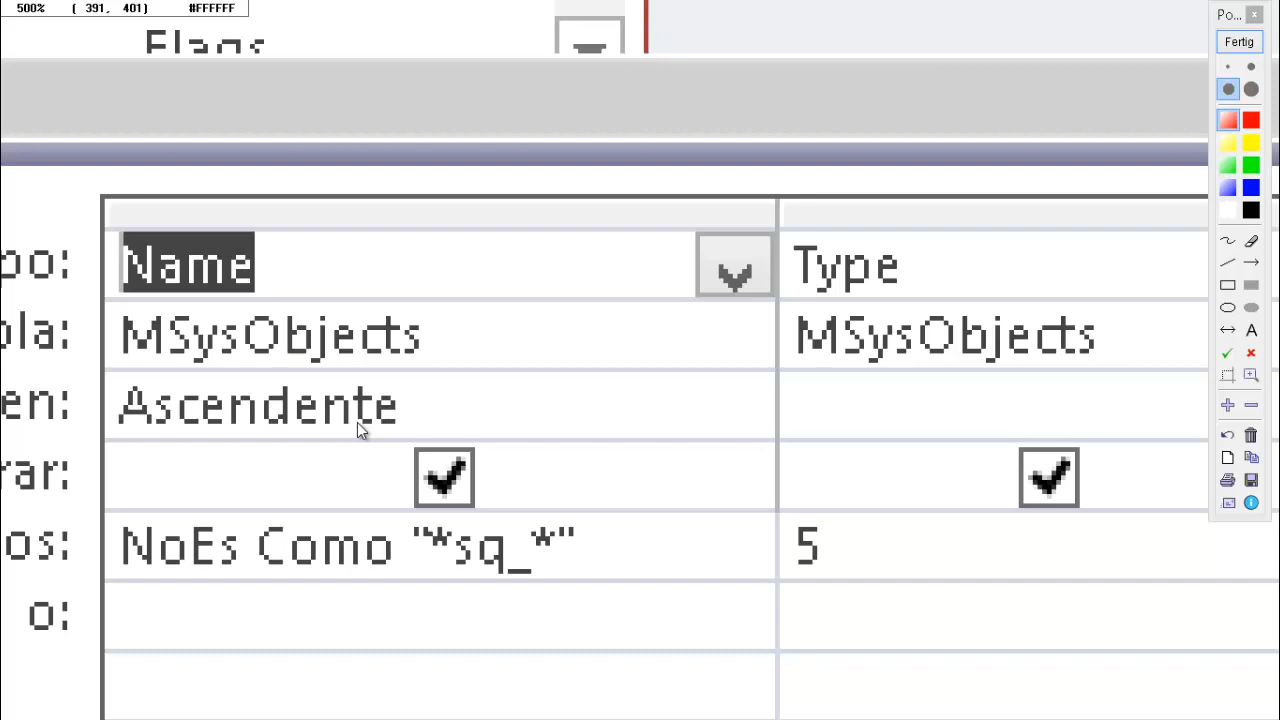 500% ( 391, 401) #FFFFFF
Flags
Po...
Fertig
po: Name Type
ola: MSysObjects MSysObjects
en: Ascendente
rar:
os: NoEs Como "*sq_*" 5
o:
A